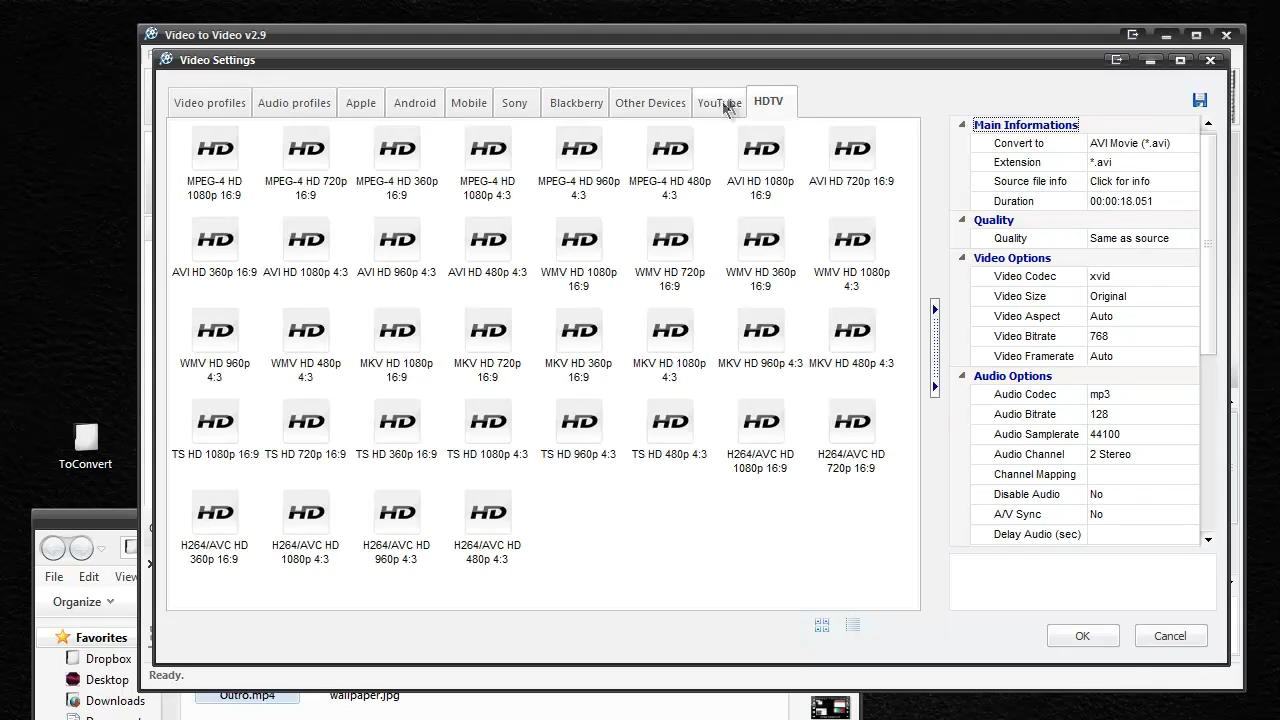 Video to Video v2.9
Video Settings
Video profiles Audio profiles Apple Android Mobile Sony Blackberry Other Devices YouTube HDTV
HD HD HD HD HD HD HD HD
MPEG-4 HD 1080p 16:9
MPEG-4 HD 720p 16:9
MPEG-4 HD 360p 16:9
MPEG-4 HD 1080p 4:3
MPEG-4 HD 960p 4:3
MPEG-4 HD 480p 4:3
AVI HD 1080p 16:9
AVI HD 720p 16:9
HD HD HD HD HD HD HD HD
AVI HD 360p 16:9
AVI HD 1080p 4:3
AVI HD 960p 4:3
AVI HD 480p 4:3
WMV HD 1080p 16:9
WMV HD 720p 16:9
WMV HD 360p 16:9
WMV HD 1080p 4:3
HD HD HD HD HD HD HD HD
WMV HD 960p 4:3
WMV HD 480p 4:3
MKV HD 1080p 16:9
MKV HD 720p 16:9
MKV HD 360p 16:9
MKV HD 1080p 4:3
MKV HD 960p 4:3
MKV HD 480p 4:3
HD HD HD HD HD HD HD HD
TS HD 1080p 16:9
TS HD 720p 16:9
TS HD 360p 16:9
TS HD 1080p 4:3
TS HD 960p 4:3
TS HD 480p 4:3
H264/AVC HD 1080p 16:9
H264/AVC HD 720p 16:9
HD HD HD HD
H264/AVC HD 360p 16:9
H264/AVC HD 1080p 4:3
H264/AVC HD 960p 4:3
H264/AVC HD 480p 4:3
Main Informations
Convert to AVI Movie (*.avi)
Extension *.avi
Source file info Click for info
Duration 00:00:18.051
Quality
Quality Same as source
Video Options
Video Codec xvid
Video Size Original
Video Aspect Auto
Video Bitrate 768
Video Framerate Auto
Audio Options
Audio Codec mp3
Audio Bitrate 128
Audio Samplerate 44100
Audio Channel 2 Stereo
Channel Mapping
Disable Audio No
A/V Sync No
Delay Audio (sec)
OK Cancel
Ready.
ToConvert
File Edit View
Organize
Favorites
Dropbox
Desktop
Downloads
Outro.mp4 wallpaper.jpg